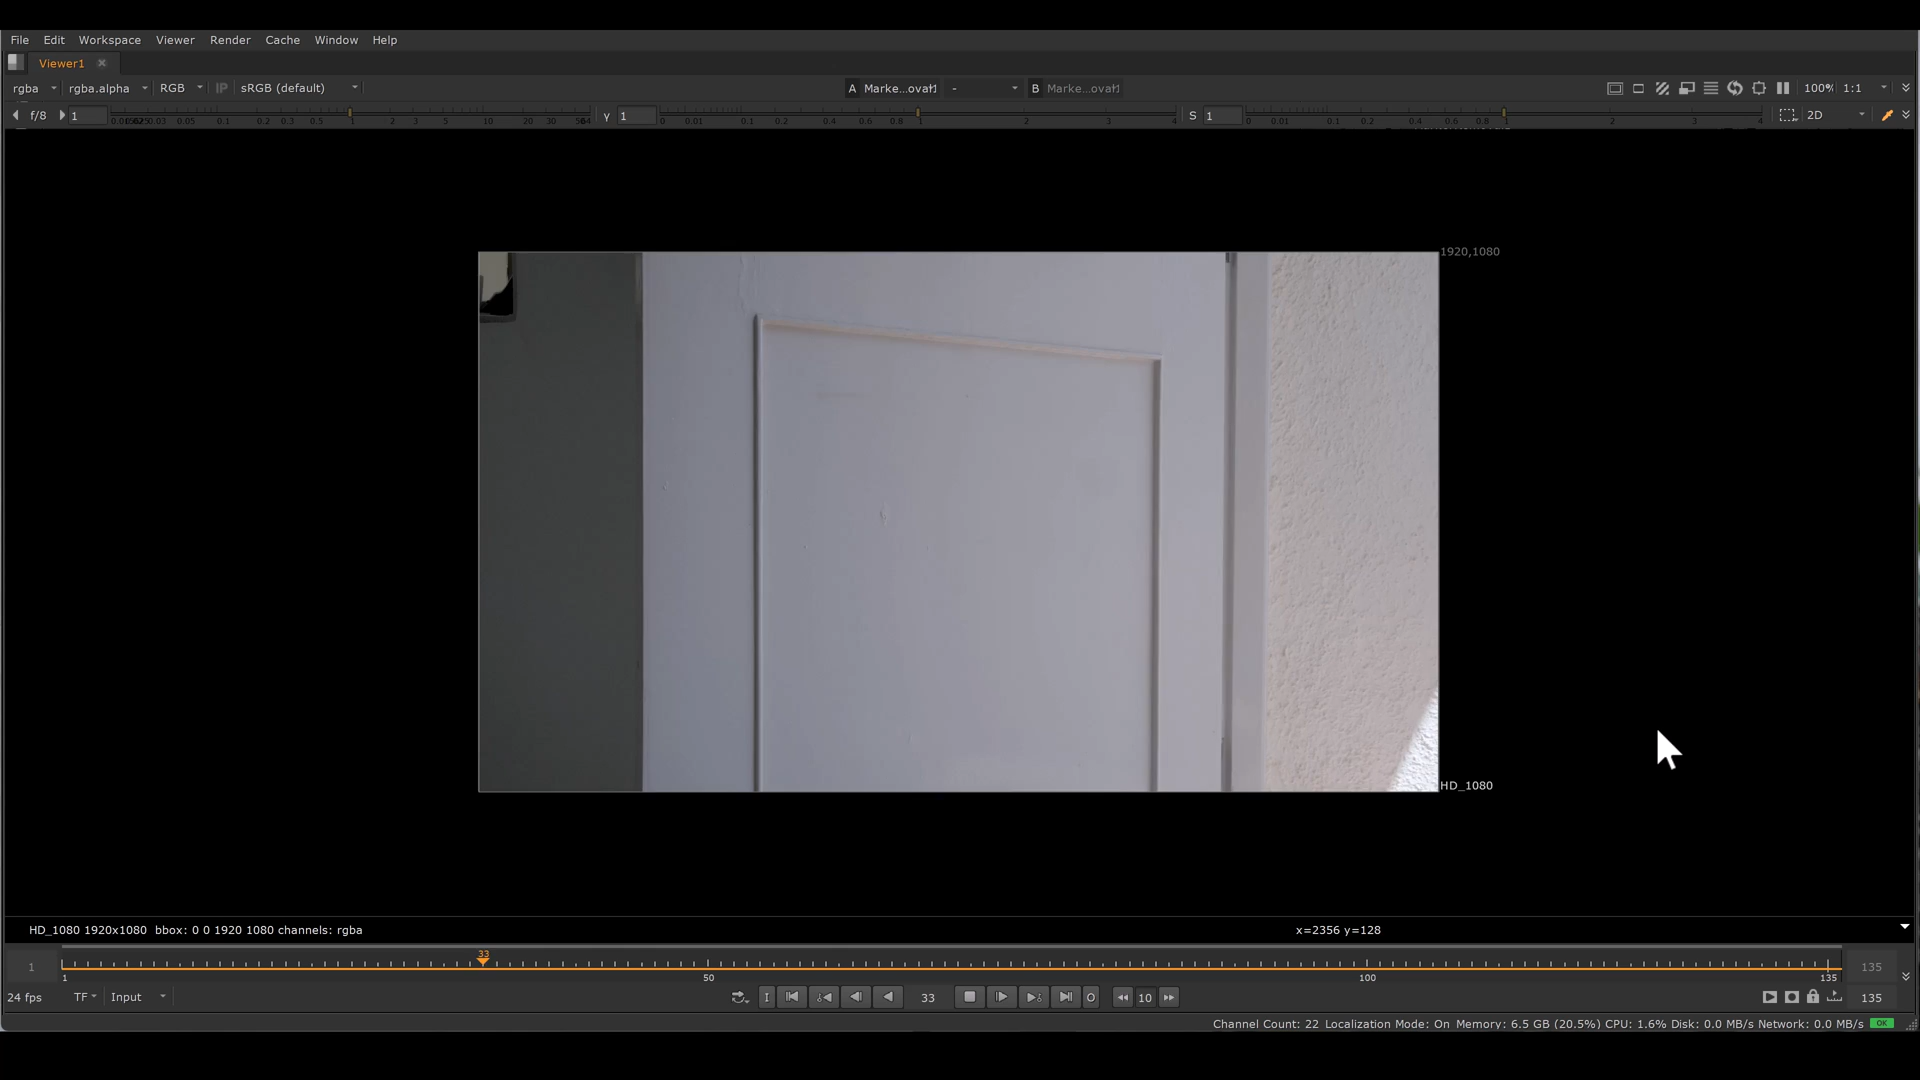 File Edit Workspace Viewer Render Cache Window Help
Viewer1
rgba rgba.alpha RGB IP sRGB (default) A Marke...ovat1 - B Marke...ovat1 100% 1:1
f/8 1 Y 1 S 1 2D
1920,1080
HD_1080
HD_1080 1920x1080 bbox: 0 0 1920 1080 channels: rgba x=2356 y=128
33
1 135
1 50 100 135
24 fps TF Input I 33 O 10 135
Channel Count: 22 Localization Mode: On Memory: 6.5 GB (20.5%) CPU: 1.6% Disk: 0.0 MB/s Network: 0.0 MB/s OK